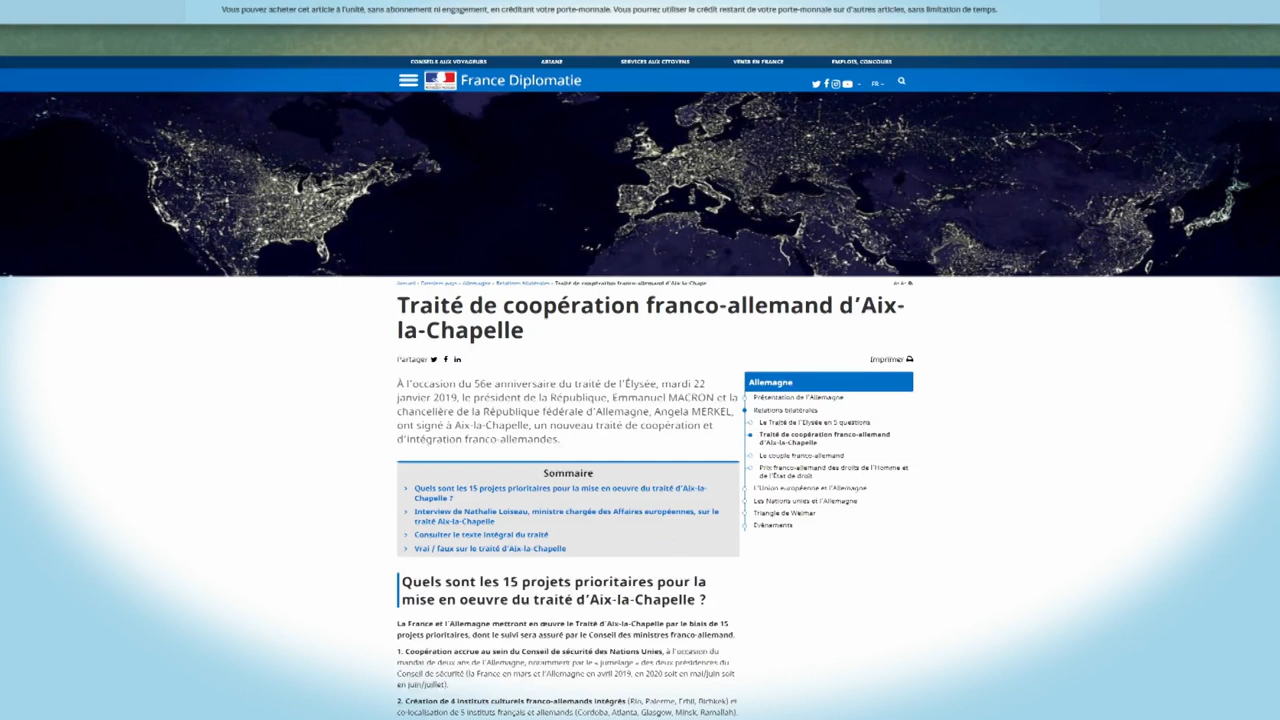 Vous pouvez acheter cet article à l'unité, sans abonnement ni engagement, en créditant votre porte-monnaie. Vous pourrez utiliser le crédit restant de votre porte-monnaie sur d'autres articles, sans limitation de temps.
CONSEILS AUX VOYAGEURS ARIANE SERVICES AUX CITOYENS VENIR EN FRANCE EMPLOIS, CONCOURS
France Diplomatie
FR
Accueil Allemagne Relations bilatérales Traité de coopération franco-allemand d'Aix-la-Chape
Traité de coopération franco-allemand d'Aix-
la-Chapelle
Partager
Imprimer
À l'occasion du 56e anniversaire du traité de l'Élysée, mardi 22
janvier 2019, le président de la République, Emmanuel MACRON et la
chancelière de la République fédérale d'Allemagne, Angela MERKEL,
ont signé à Aix-la-Chapelle, un nouveau traité de coopération et
d'intégration franco-allemandes.
Sommaire
Quels sont les 15 projets prioritaires pour la mise en oeuvre du traité d'Aix-la-
Chapelle ?
Interview de Nathalie Loiseau, ministre chargée des Affaires européennes, sur le
traité Aix-la-Chapelle
Consulter le texte intégral du traité
Vrai / faux sur le traité d'Aix-la-Chapelle
Allemagne
Présentation de l'Allemagne
Relations bilatérales
Le Traité de l'Elysée en 5 questions
Traité de coopération franco-allemand
d'Aix-la-Chapelle
Le couple franco-allemand
Prix franco-allemand des droits de l'Homme et
de l'État de droit
L'Union européenne et l'Allemagne
Les Nations unies et l'Allemagne
Triangle de Weimar
Évènements
Quels sont les 15 projets prioritaires pour la
mise en oeuvre du traité d'Aix-la-Chapelle ?
La France et l'Allemagne mettront en œuvre le Traité d'Aix-la-Chapelle par le biais de 15
projets prioritaires, dont le suivi sera assuré par le Conseil des ministres franco-allemand.
1. Coopération accrue au sein du Conseil de sécurité des Nations Unies, à l'occasion du
mandat de deux ans de l'Allemagne, notamment par le « jumelage » des deux présidences du
Conseil de sécurité (la France en mars et l'Allemagne en avril 2019, en 2020 soit en mai/juin soit
en juin/juillet).
2. Création de 4 instituts culturels franco-allemands intégrés (Rio, Palerme, Erbil, Bichkek) et
co-localisation de 5 instituts français et allemands (Cordoba, Atlanta, Glasgow, Minsk, Ramallah).